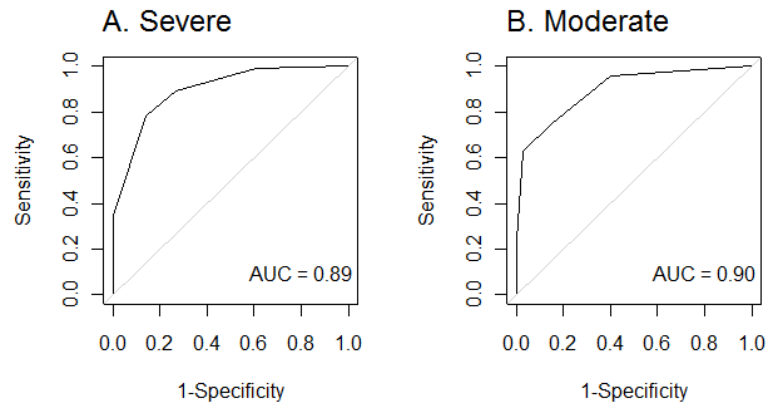 A. Severe
Sensitivity
1.0
0.8
0.6
0.4
0.2
0.0
AUC = 0.89
0.0 0.2 0.4 0.6 0.8 1.0
1-Specificity
B. Moderate
Sensitivity
1.0
0.8
0.6
0.4
0.2
0.0
AUC = 0.90
0.0 0.2 0.4 0.6 0.8 1.0
1-Specificity